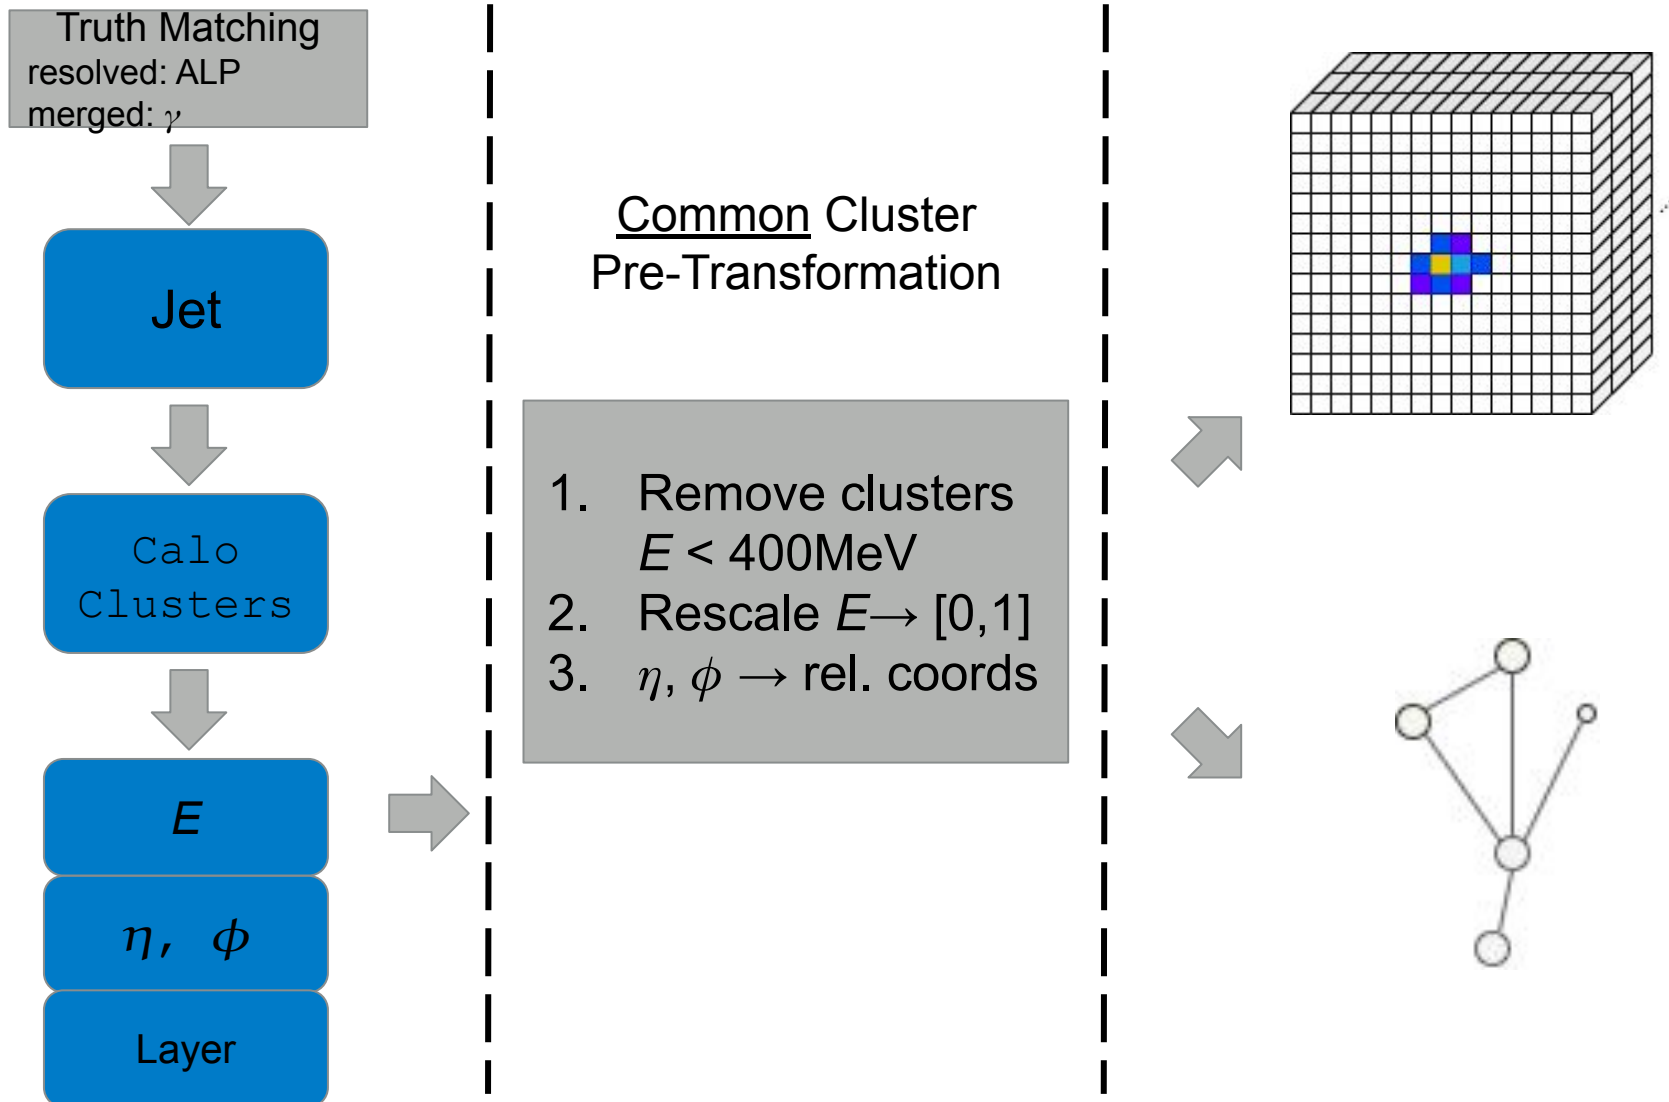 Truth Matching
resolved: ALP
merged: γ
Jet
Calo
Clusters
E
η, ϕ
Layer
Common Cluster
Pre-Transformation
1. Remove clusters
E < 400MeV
2. Rescale E→ [0,1]
3. η, ϕ → rel. coords